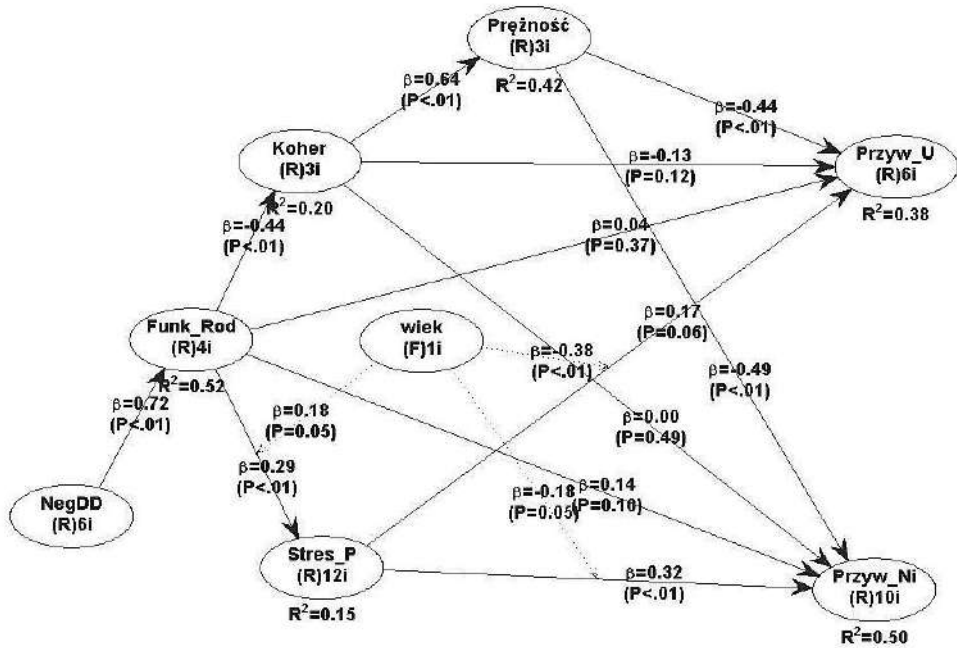 Prężność
(R)3i
R²=0.42
β=0.64
(P<.01)
β=-0.44
(P<.01)
Koher
(R)3i
R²=0.20
β=-0.13
(P=0.12)
Przyw_U
(R)6i
R²=0.38
β=-0.44
(P<.01)
β=0.04
(P=0.37)
Funk_Rod
(R)4i
R²=0.52
wiek
(F)1i
β=0.17
(P=0.06)
β=-0.38
(P<.01)
β=-0.49
(P<.01)
β=0.72
(P<.01)
β=0.18
(P=0.05)
β=0.00
(P=0.49)
β=0.29
(P<.01)
β=-0.18
(P=0.05)
β=0.14
(P=0.10)
NegDD
(R)6i
Stres_P
(R)12i
R²=0.15
β=0.32
(P<.01)
Przyw_Ni
(R)10i
R²=0.50